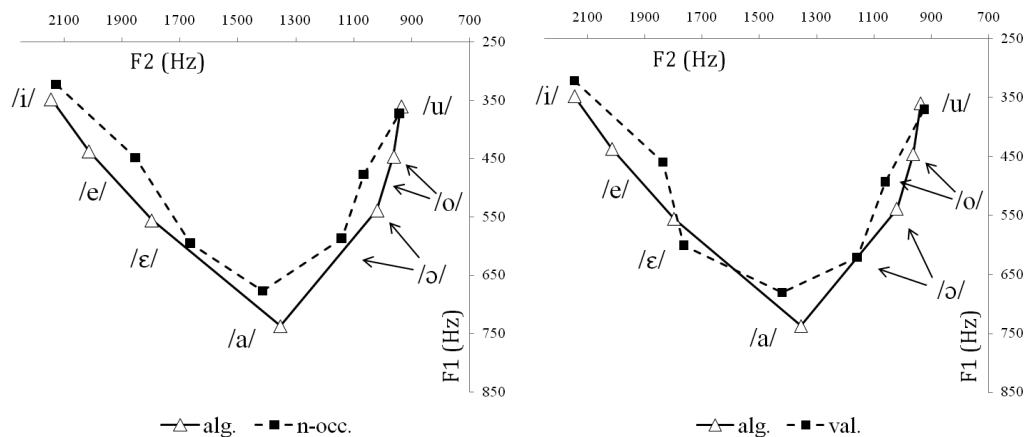 2100 1900 1700 1500 1300 1100 900 700
250
F2 (Hz)
/i/
/u/
350
450
/e/
/o/
550
/ɛ/
/ɔ/
650
/a/
750
F1 (Hz)
850
alg. n-occ.
2100 1900 1700 1500 1300 1100 900 700
250
F2 (Hz)
/i/
/u/
350
450
/e/
/o/
550
/ɛ/
/ɔ/
650
/a/
750
F1 (Hz)
850
alg. val.